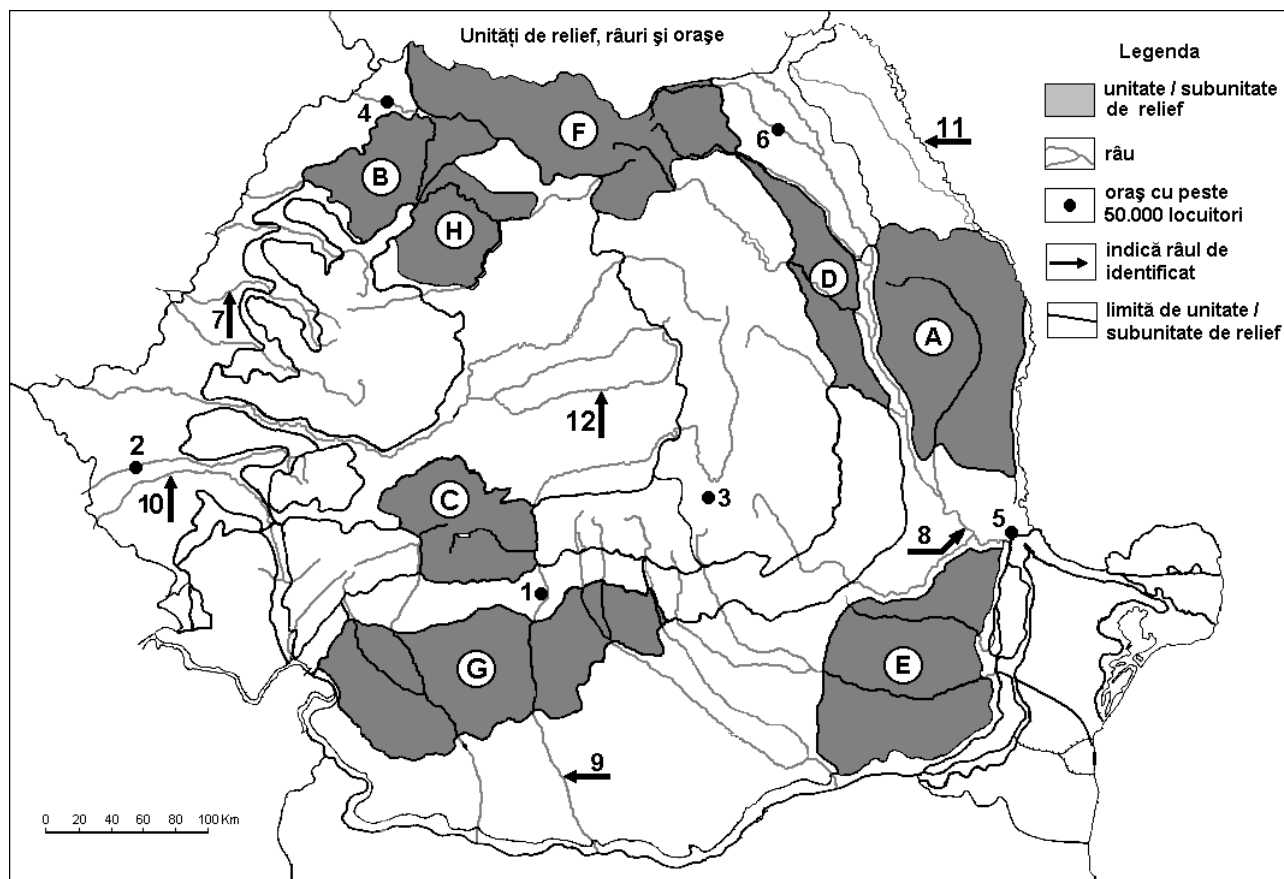 Unități de relief, râuri și orașe
Legenda
unitate / subunitate
de relief
râu
oraș cu peste
50.000 locuitori
indică râul de
identificat
limită de unitate /
subunitate de relief
4
F
6
11
B
H
D
7
A
12
2
10
C
3
8
5
1
G
E
9
0 20 40 60 80 100 Km